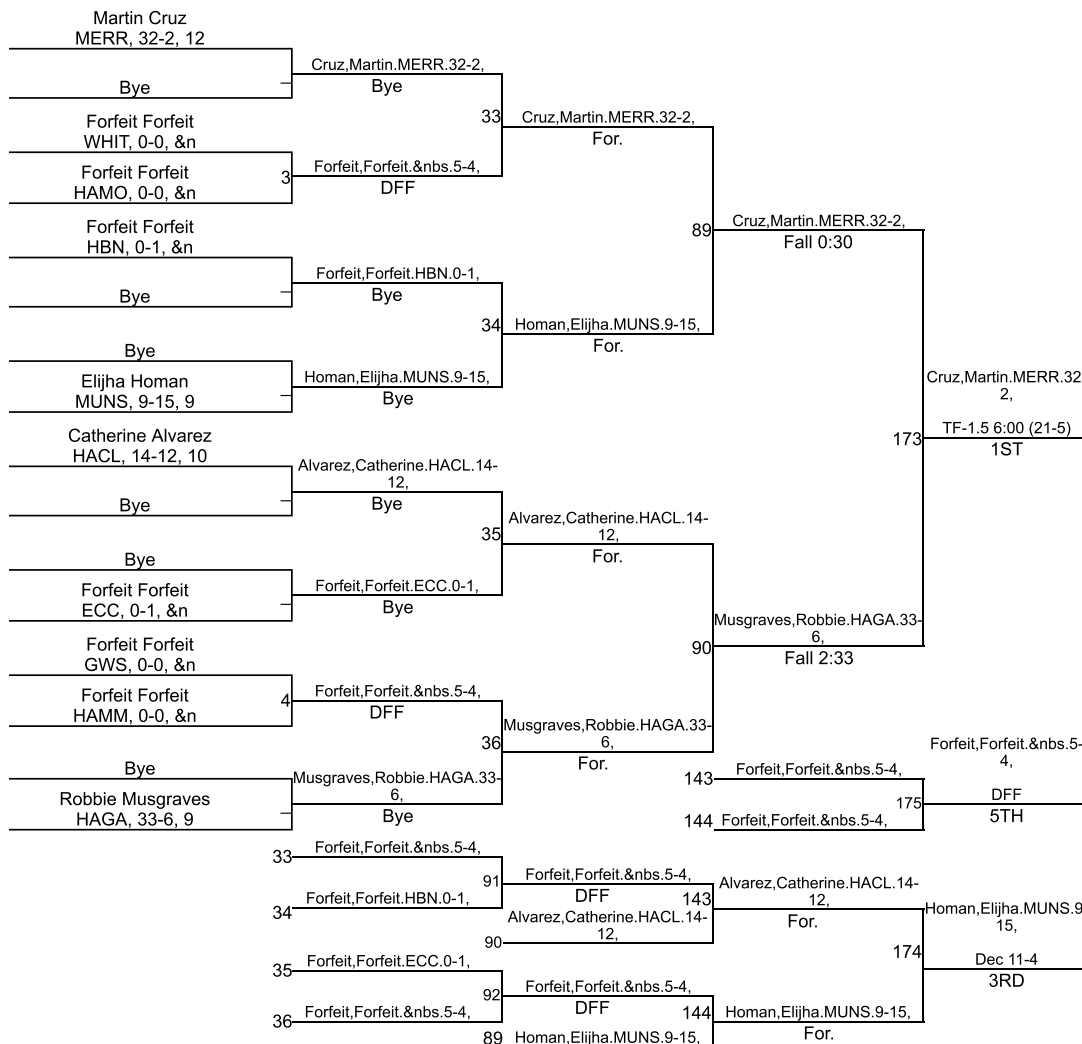 Martin Cruz
MERR, 32-2, 12
Bye
Forfeit Forfeit
WHIT, 0-0, &n
Forfeit Forfeit
HAMO, 0-0, &n
3
Forfeit Forfeit
HBN, 0-1, &n
Bye
Bye
Elijha Homan
MUNS, 9-15, 9
Catherine Alvarez
HACL, 14-12, 10
Bye
Bye
Forfeit Forfeit
ECC, 0-1, &n
Forfeit Forfeit
GWS, 0-0, &n
Forfeit Forfeit
HAMM, 0-0, &n
4
Bye
Robbie Musgraves
HAGA, 33-6, 9
Cruz,Martin.MERR.32-2,
Bye
33
Forfeit,Forfeit.&nbs.5-4,
DFF
Forfeit,Forfeit.HBN.0-1,
Bye
34
Homan,Elijha.MUNS.9-15,
Bye
Alvarez,Catherine.HACL.14-
12,
Bye
35
Forfeit,Forfeit.ECC.0-1,
Bye
Forfeit,Forfeit.&nbs.5-4,
DFF
36
Musgraves,Robbie.HAGA.33-
6,
Bye
Cruz,Martin.MERR.32-2,
For.
89
Homan,Elijha.MUNS.9-15,
For.
Alvarez,Catherine.HACL.14-
12,
For.
90
Musgraves,Robbie.HAGA.33-
6,
For.
Cruz,Martin.MERR.32-2,
Fall 0:30
173
Musgraves,Robbie.HAGA.33-
6,
Fall 2:33
Cruz,Martin.MERR.32
2,
TF-1.5 6:00 (21-5)
1ST
143
Forfeit,Forfeit.&nbs.5-4,
175
144
Forfeit,Forfeit.&nbs.5-4,
Forfeit,Forfeit.&nbs.5-
4,
DFF
5TH
33
Forfeit,Forfeit.&nbs.5-4,
91
34
Forfeit,Forfeit.HBN.0-1,
Forfeit,Forfeit.&nbs.5-4,
DFF
143
90
Alvarez,Catherine.HACL.14-
12,
Alvarez,Catherine.HACL.14-
12,
For.
174
35
Forfeit,Forfeit.ECC.0-1,
92
36
Forfeit,Forfeit.&nbs.5-4,
Forfeit,Forfeit.&nbs.5-4,
DFF
144
89
Homan,Elijha.MUNS.9-15,
Homan,Elijha.MUNS.9-15,
For.
Homan,Elijha.MUNS.9
15,
Dec 11-4
3RD